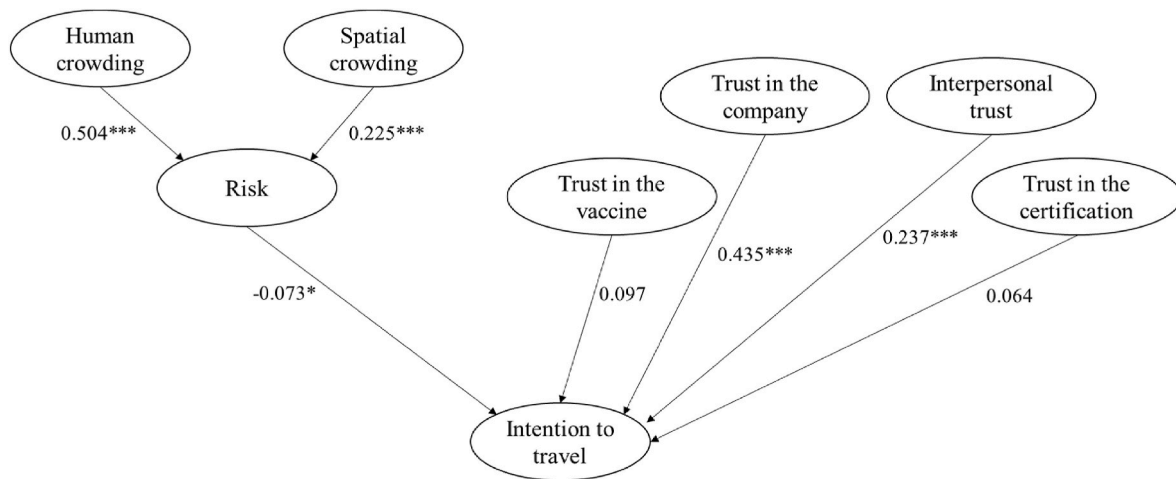 Human
crowding
Spatial
crowding
Trust in the
company
Interpersonal
trust
0.504***
0.225***
Risk
Trust in the
vaccine
Trust in the
certification
0.435***
0.237***
-0.073*
0.097
0.064
Intention to
travel